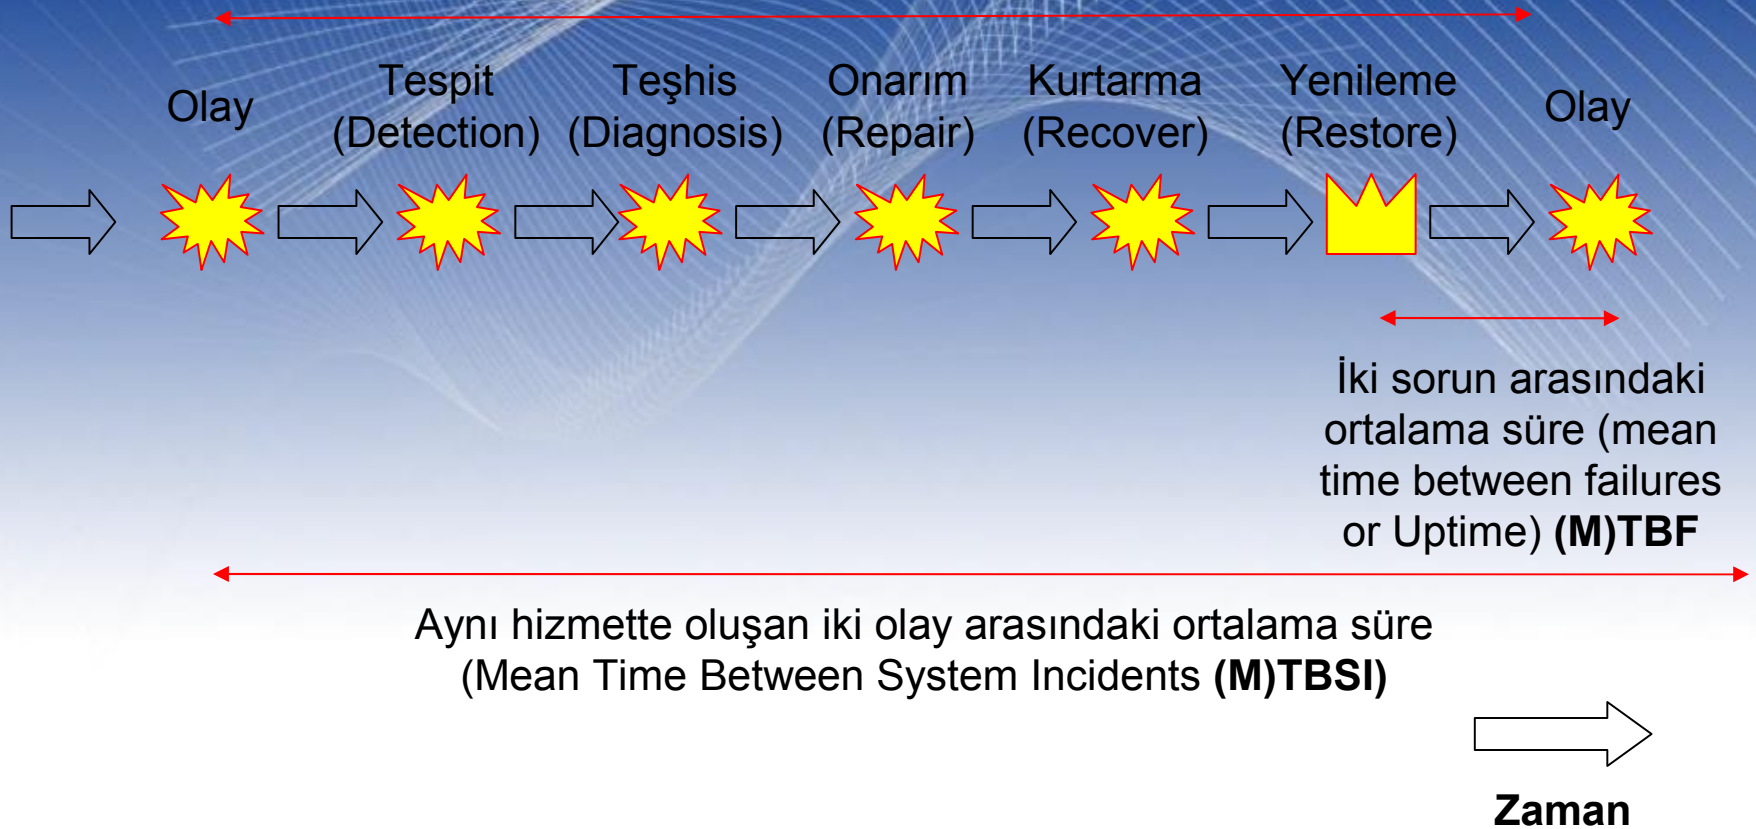 Olay
Tespit
(Detection)
Teşhis
(Diagnosis)
Onarım
(Repair)
Kurtarma
(Recover)
Yenileme
(Restore)
Olay
İki sorun arasındaki
ortalama süre (mean
time between failures
or Uptime) (M)TBF
Aynı hizmette oluşan iki olay arasındaki ortalama süre
(Mean Time Between System Incidents (M)TBSI)
Zaman